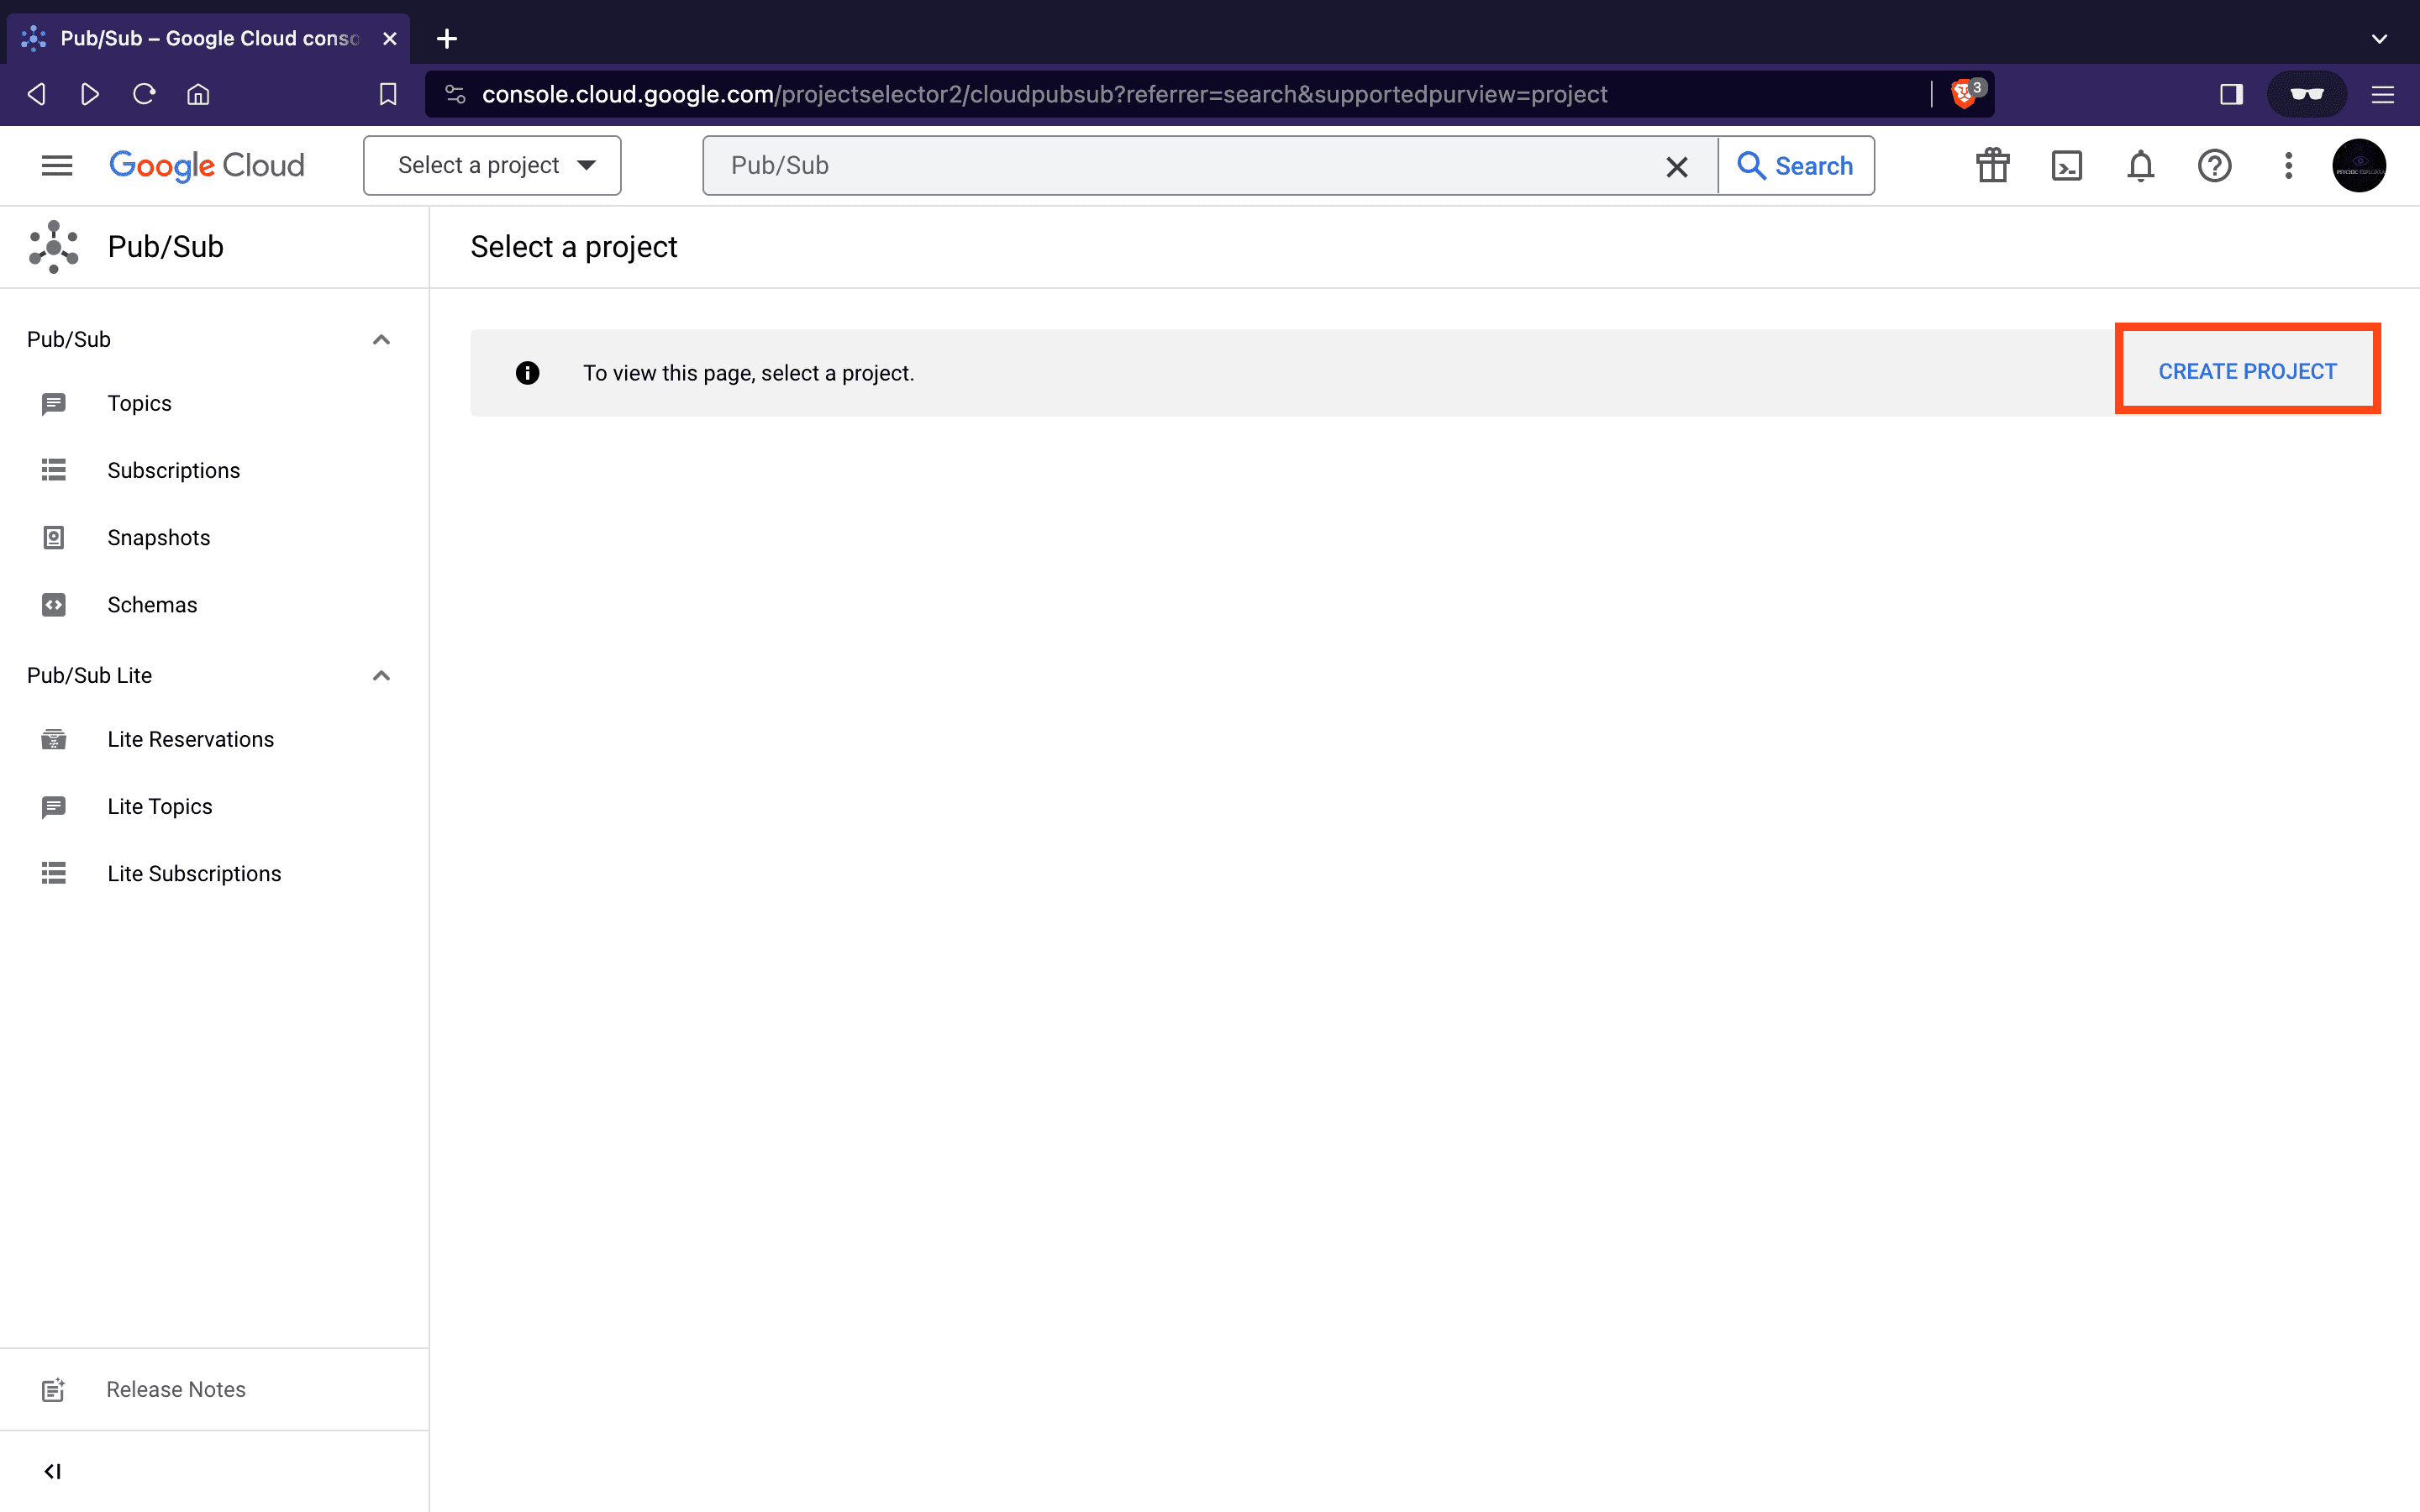 Pub/Sub – Google Cloud conso
console.cloud.google.com/projectselector2/cloudpubsub?referrer=search&supportedpurview=project
3
Google Cloud
Select a project
Pub/Sub
Search
Pub/Sub
Select a project
Pub/Sub
To view this page, select a project.
CREATE PROJECT
Topics
Subscriptions
Snapshots
Schemas
Pub/Sub Lite
Lite Reservations
Lite Topics
Lite Subscriptions
Release Notes